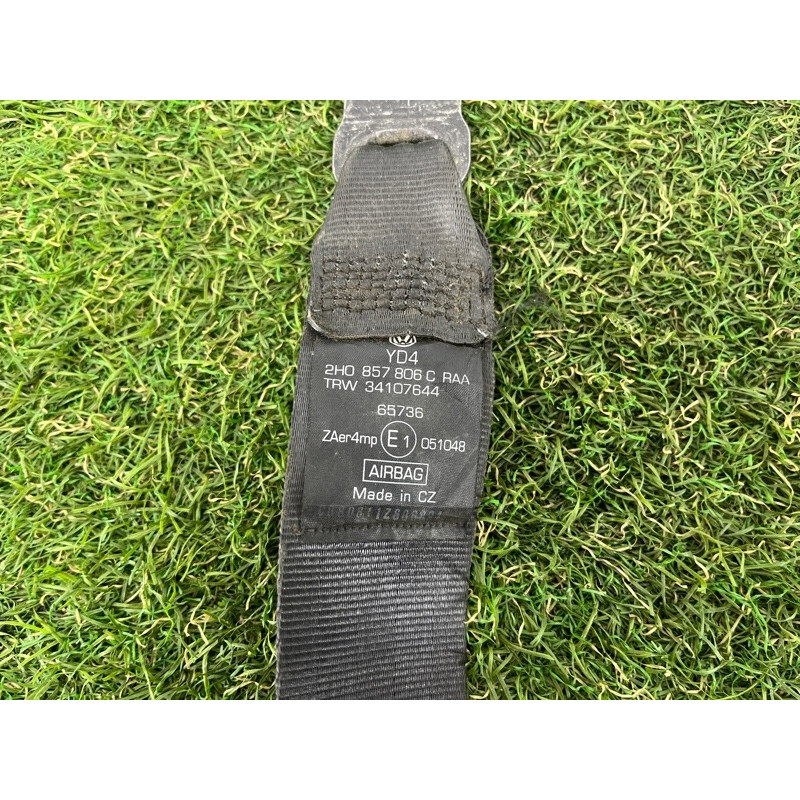 YD4
2H0 857 806 C RAA
TRW 34107644
65736
ZAer4mp E1 051048
AIRBAG
Made in CZ